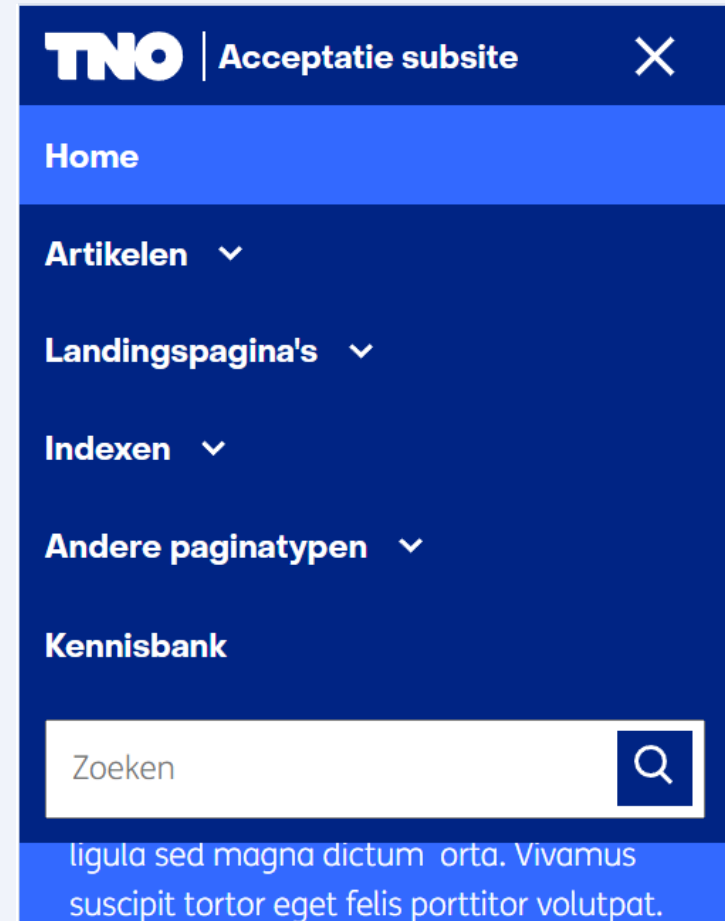 TNO | Acceptatie subsite
Home
Artikelen
Landingspagina's
Indexen
Andere paginatypen
Kennisbank
Zoeken
ligula sed magna dictum orta. Vivamus
suscipit tortor eget felis porttitor volutpat.